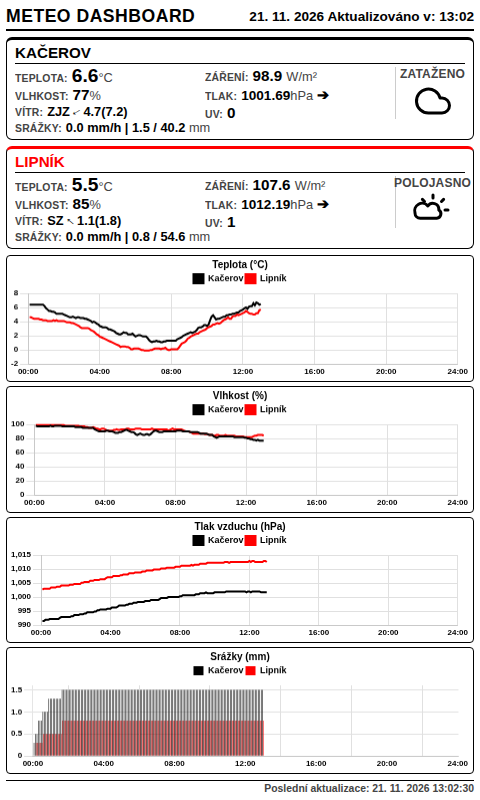 METEO DASHBOARD 21. 11. 2026 Aktualizováno v: 13:02
KAČEROV
TEPLOTA: 6.6°C ZÁŘENÍ: 98.9 W/m² ZATAŽENO
VLHKOST: 77% TLAK: 1001.69hPa ➔
VÍTR: ZJZ ← 4.7(7.2) UV: 0
SRÁŽKY: 0.0 mm/h | 1.5 / 40.2 mm
LIPNÍK
TEPLOTA: 5.5°C ZÁŘENÍ: 107.6 W/m² POLOJASNO
VLHKOST: 85% TLAK: 1012.19hPa ➔
VÍTR: SZ ← 1.1(1.8) UV: 1
SRÁŽKY: 0.0 mm/h | 0.8 / 54.6 mm
Teplota (°C)
Kačerov Lipník
8
6
4
2
0
-2
00:00 04:00 08:00 12:00 16:00 20:00 24:00
Vlhkost (%)
Kačerov Lipník
100
80
60
40
20
0
00:00 04:00 08:00 12:00 16:00 20:00 24:00
Tlak vzduchu (hPa)
Kačerov Lipník
1,015
1,010
1,005
1,000
995
990
00:00 04:00 08:00 12:00 16:00 20:00 24:00
Srážky (mm)
Kačerov Lipník
1.5
1.0
0.5
0
00:00 04:00 08:00 12:00 16:00 20:00 24:00
Poslední aktualizace: 21. 11. 2026 13:02:30